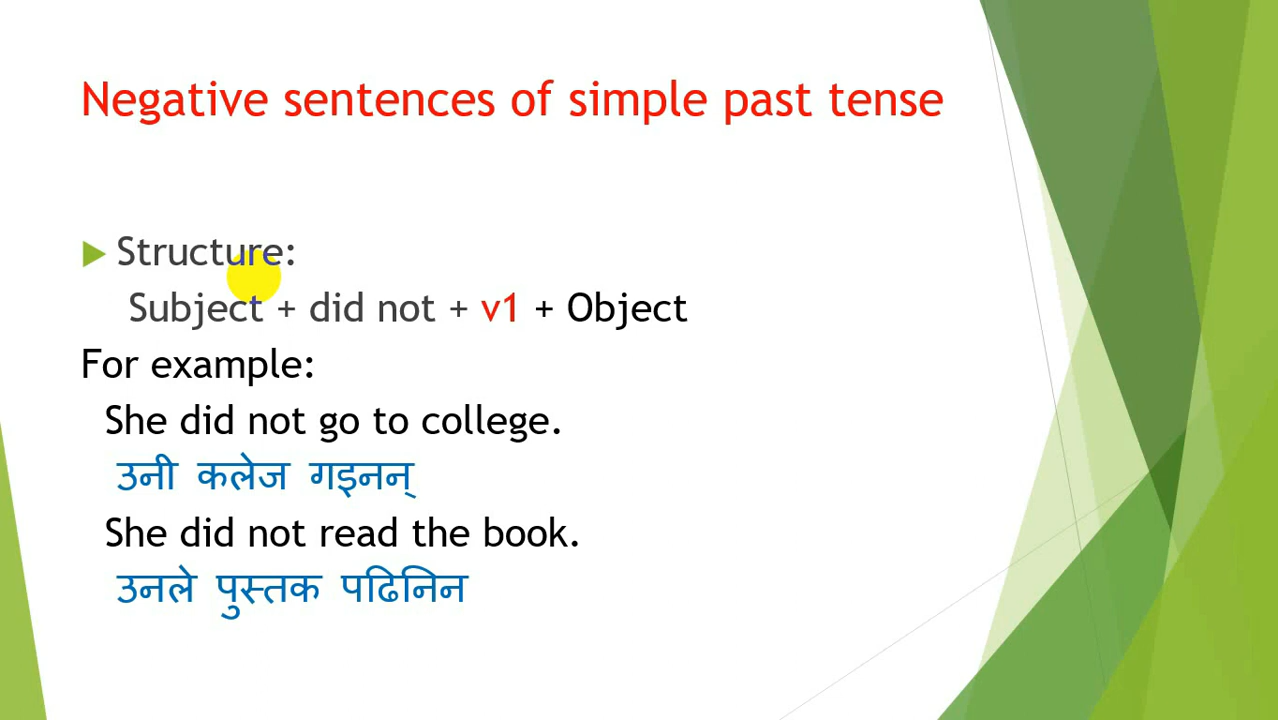 Negative sentences of simple past tense
Structure:
Subject + did not + v1 + Object
For example:
She did not go to college.
उनी कलेज गइनन्
She did not read the book.
उनले पुस्तक पढिनिन